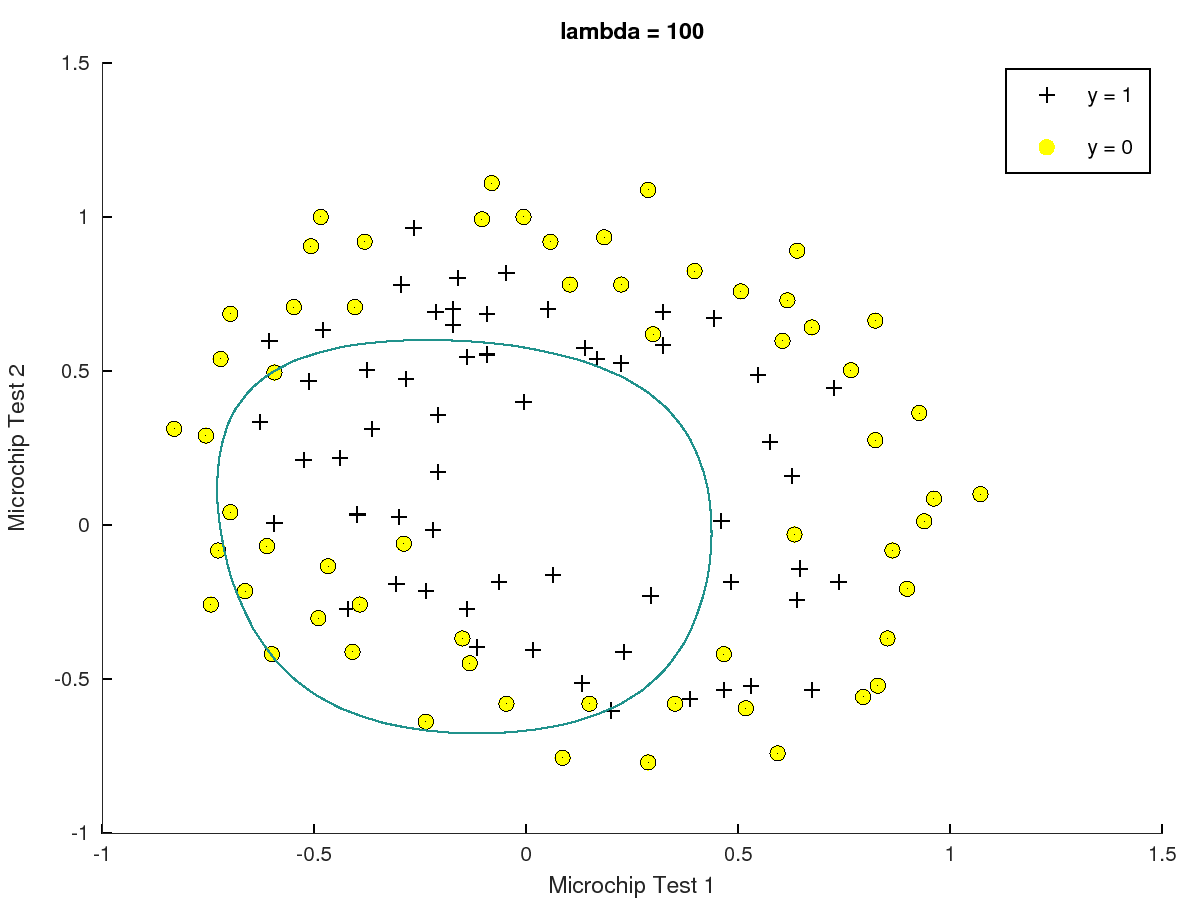 lambda = 100
1.5
y = 1
y = 0
1
0.5
Microchip Test 2
0
-0.5
-1
-1
-0.5
0
0.5
1
1.5
Microchip Test 1